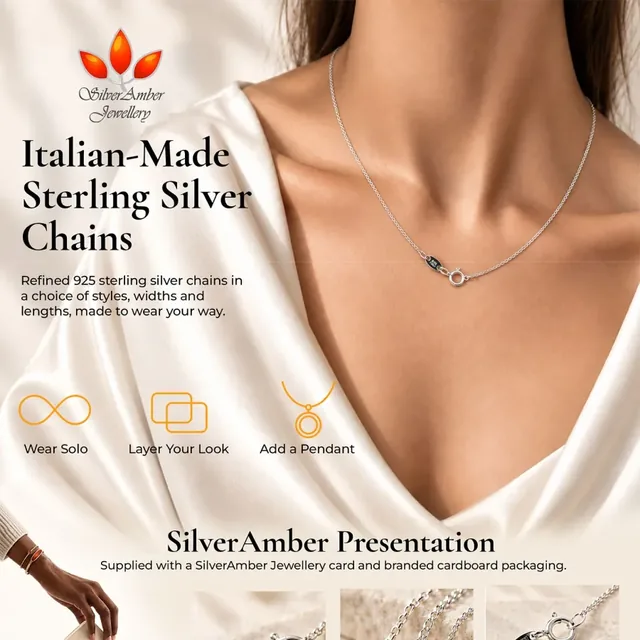 SilverAmber
Jewellery
Italian-Made
Sterling Silver
Chains
Refined 925 sterling silver chains in
a choice of styles, widths and
lengths, made to wear your way.
Wear Solo
Layer Your Look
Add a Pendant
SilverAmber Presentation
Supplied with a SilverAmber Jewellery card and branded cardboard packaging.